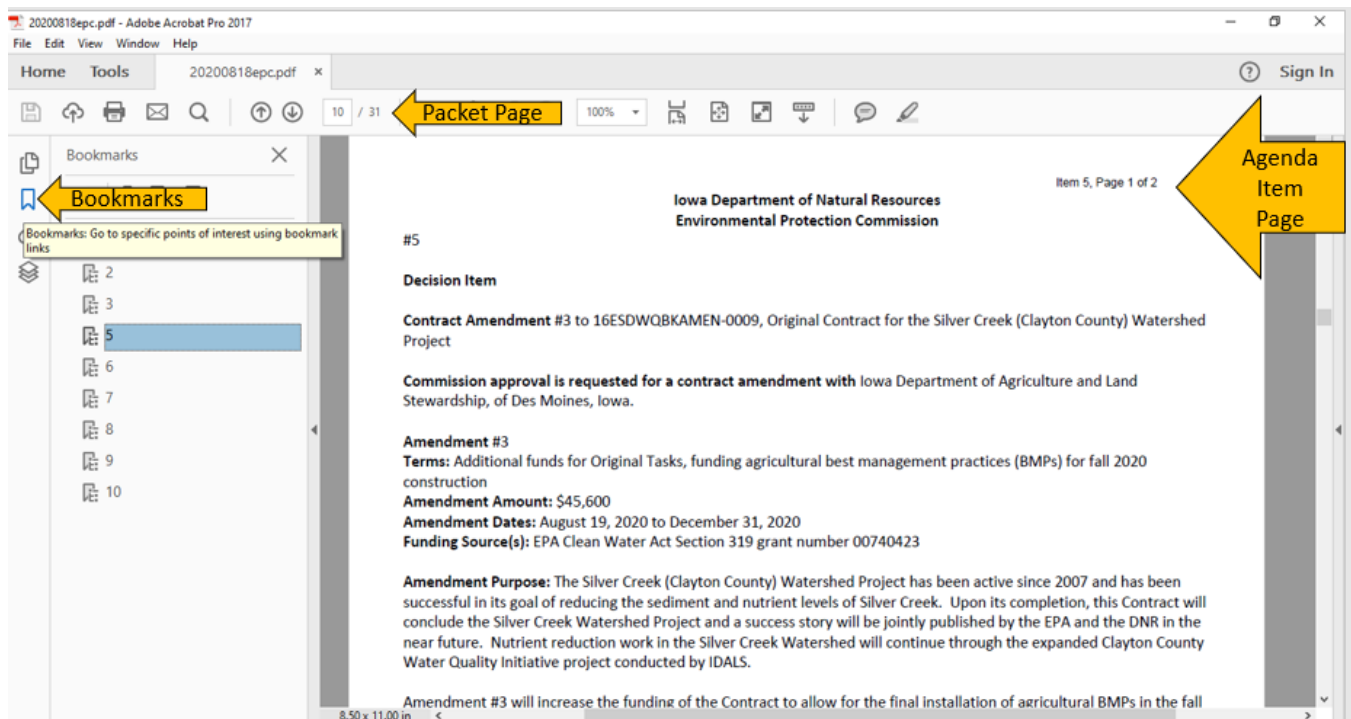 20200818epc.pdf - Adobe Acrobat Pro 2017
File Edit View Window Help
Home Tools 20200818epc.pdf × Sign In
10 / 31 Packet Page 100%
Bookmarks
Bookmarks
Bookmarks: Go to specific points of interest using bookmark
links
2
3
5
6
7
8
9
10
Agenda
Item
Page
Item 5, Page 1 of 2
Iowa Department of Natural Resources
Environmental Protection Commission
#5
Decision Item
Contract Amendment #3 to 16ESDWQBKAMEN-0009, Original Contract for the Silver Creek (Clayton County) Watershed
Project
Commission approval is requested for a contract amendment with Iowa Department of Agriculture and Land
Stewardship, of Des Moines, Iowa.
Amendment #3
Terms: Additional funds for Original Tasks, funding agricultural best management practices (BMPs) for fall 2020
construction
Amendment Amount: $45,600
Amendment Dates: August 19, 2020 to December 31, 2020
Funding Source(s): EPA Clean Water Act Section 319 grant number 00740423
Amendment Purpose: The Silver Creek (Clayton County) Watershed Project has been active since 2007 and has been
successful in its goal of reducing the sediment and nutrient levels of Silver Creek. Upon its completion, this Contract will
conclude the Silver Creek Watershed Project and a success story will be jointly published by the EPA and the DNR in the
near future. Nutrient reduction work in the Silver Creek Watershed will continue through the expanded Clayton County
Water Quality Initiative project conducted by IDALS.
Amendment #3 will increase the funding of the Contract to allow for the final installation of agricultural BMPs in the fall
8.50 x 11.00 in